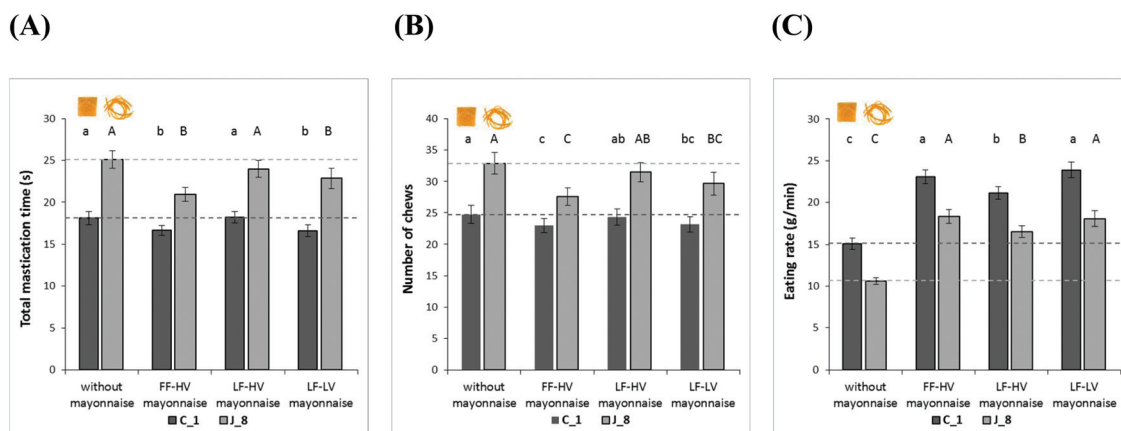 (A)
Total mastication time (s)
30
25
20
15
10
5
0
a A b B a A b B
without mayonnaise
FF-HV mayonnaise
LF-HV mayonnaise
LF-LV mayonnaise
C_1 J_8
(B)
Number of chews
40
35
30
25
20
15
10
5
0
a A c C ab AB bc BC
without mayonnaise
FF-HV mayonnaise
LF-HV mayonnaise
LF-LV mayonnaise
C_1 J_8
(C)
Eating rate (g/min)
30
25
20
15
10
5
0
c C a A b B a A
without mayonnaise
FF-HV mayonnaise
LF-HV mayonnaise
LF-LV mayonnaise
C_1 J_8